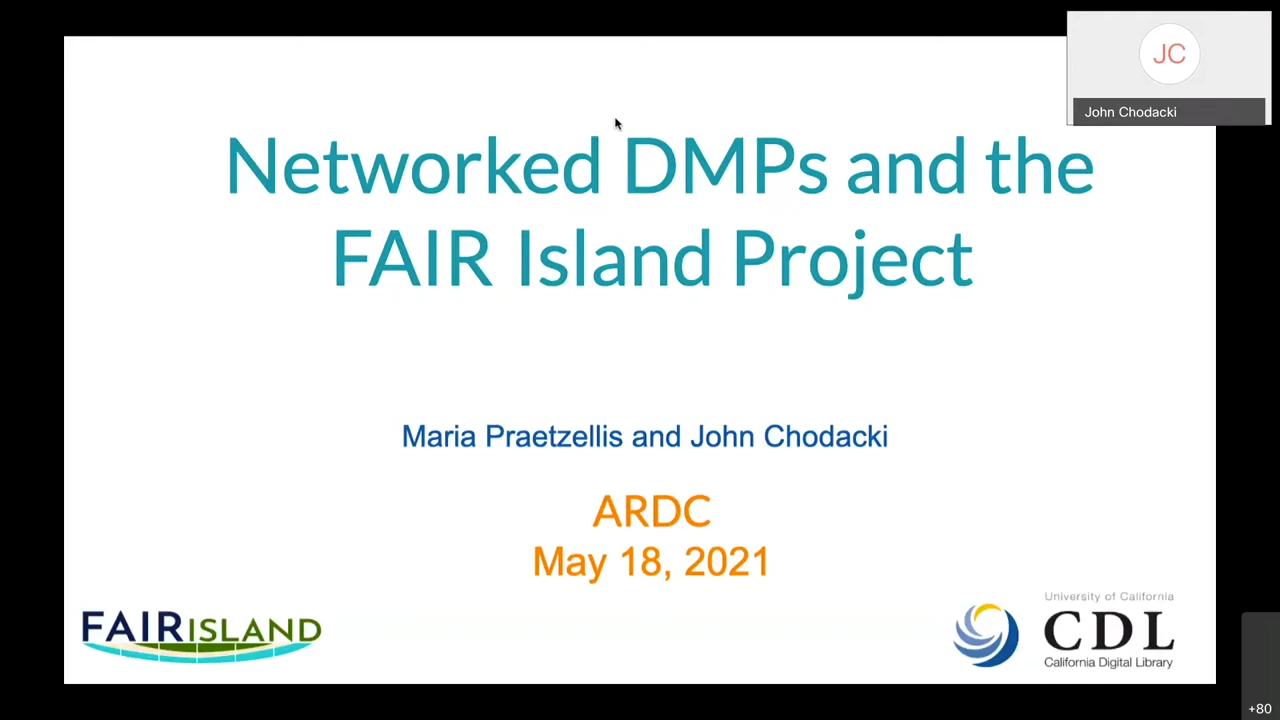 JC
John Chodacki
Networked DMPs and the
FAIR Island Project
Maria Praetzellis and John Chodacki
ARDC
May 18, 2021
FAIRISLAND
University of California
CDL
California Digital Library
+80